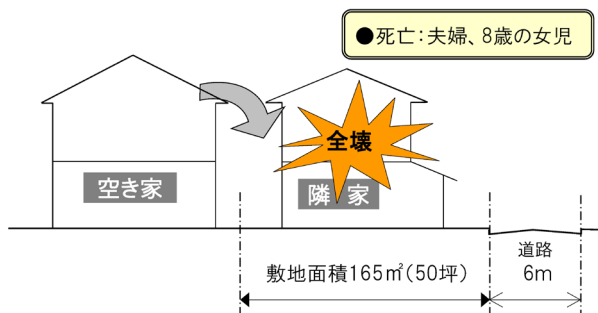 ●死亡：夫婦、8歳の女児
全壊
空き家
隣 家
敷地面積165㎡（50坪）
道路
6m